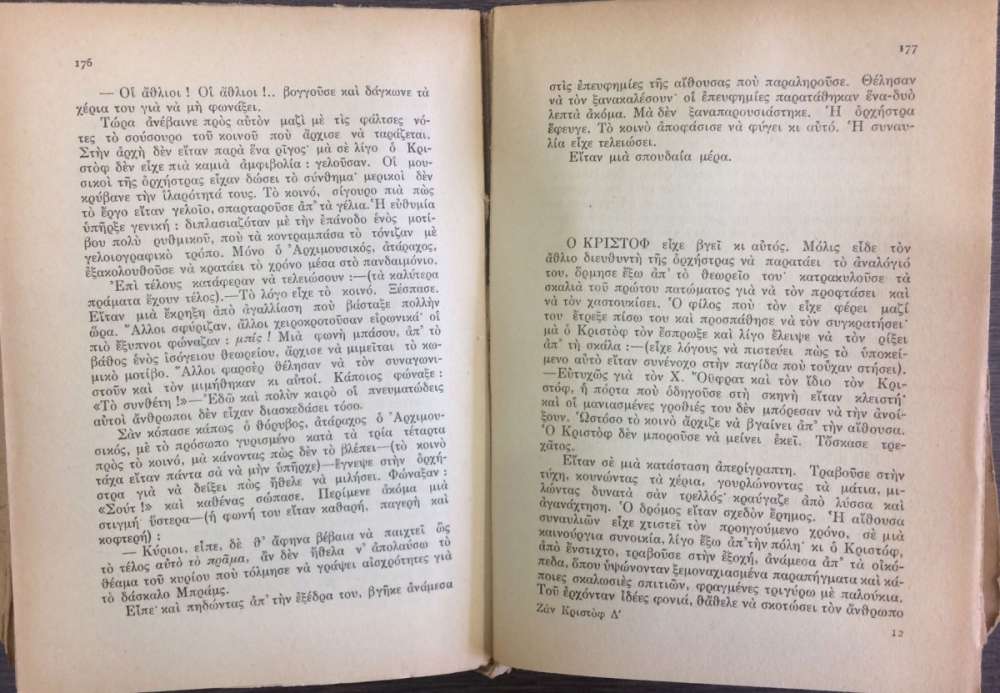 176
— Οἱ ἄθλιοι ! Οἱ ἄθλιοι !.. βογγοῦσε καὶ δάγκωνε τὰ
χέρια του γιὰ νὰ μὴ φωνάξει.
Τώρα ἀνέβαινε πρὸς αὐτὸν μαζὶ μὲ τὶς φάλτσες νό-
τες τὸ σούσουρο τοῦ κοινοῦ ποὺ ἄρχισε νὰ ταράζεται.
Στὴν ἀρχὴ δὲν εἴταν παρὰ ἕνα ρῖγος· μὰ σὲ λίγο ὁ Κρι-
στὸφ δὲν εἶχε πιὰ καμιὰ ἀμφιβολία : γελοῦσαν. Οἱ μου-
σικοὶ τῆς ὀρχήστρας εἶχαν δώσει τὸ σύνθημα· μερικοὶ δὲν
κρύβανε τὴν ἱλαρότητά τους. Τὸ κοινό, σίγουρο πιὰ πὼς
τὸ ἔργο εἴταν γελοῖο, σπαρταροῦσε ἀπ' τὰ γέλια. Ἡ εὐθυμία
ὑπῆρξε γενική : διπλασιαζόταν μὲ τὴν ἐπάνοδο ἑνὸς μοτί-
βου πολὺ ρυθμικοῦ, ποὺ τὰ κοντραμπάσα τὸ τόνιζαν μὲ
γελοιογραφικὸ τρόπο. Μόνο ὁ Ἀρχιμουσικός, ἀτάραχος,
ἐξακολουθοῦσε νὰ κρατάει τὸ χρόνο μέσα στὸ πανδαιμόνιο.
Ἐπὶ τέλους κατάφεραν νὰ τελειώσουν :—(τὰ καλύτερα
πράματα ἔχουν τέλος).—Τὸ λόγο εἶχε τὸ κοινό. Ξέσπασε.
Εἴταν μιὰ ἔκρηξη ἀπὸ ἀγαλλίαση ποὺ βάσταξε πολλὴν
ὥρα. Ἄλλοι σφύριζαν, ἄλλοι χειροκροτοῦσαν εἰρωνικά· οἱ
πιὸ ἔξυπνοι φώναζαν : μπίς ! Μιὰ φωνὴ μπάσου, ἀπ' τὸ
βάθος ἑνὸς ἰσόγειου θεωρείου, ἄρχισε νὰ μιμεῖται τὸ κω-
μικὸ μοτίβο. Ἄλλοι φαρσὲρ θέλησαν νὰ τὸν συναγωνι-
στοῦν καὶ τὸν μιμήθηκαν κι αὐτοί. Κάποιος φώναξε :
«Τὸ συνθέτη !»—Ἐδῶ καὶ πολὺν καιρὸ οἱ πνευματώδεις
αὐτοὶ ἄνθρωποι δὲν εἶχαν διασκεδάσει τόσο.
Σὰν κόπασε κάπως ὁ θόρυβος, ἀτάραχος ὁ Ἀρχιμου-
σικός, μὲ τὸ πρόσωπο γυρισμένο κατὰ τὰ τρία τέταρτα
πρὸς τὸ κοινό, μὰ κάνοντας πὼς δὲν τὸ βλέπει—(τὸ κοινὸ
τάχα εἴταν πάντα σὰ νὰ μὴν ὑπῆρχε)—ἔγνεψε στὴν ὀρχή-
στρα γιὰ νὰ δείξει πὼς ἤθελε νὰ μιλήσει. Φώναξαν :
«Σούτ !» καὶ καθένας σώπασε. Περίμενε ἀκόμα μιὰ
στιγμή· ὕστερα—(ἡ φωνή του εἴταν καθαρή, παγερὴ καὶ
κοφτερή) :
— Κύριοι, εἶπε, δὲ θ' ἄφηνα βέβαια νὰ παιχτεῖ ὣς
τὸ τέλος αὐτὸ τὸ πρᾶμα, ἂν δὲν ἤθελα ν' ἀπολαύσω τὸ
θέαμα τοῦ κυρίου ποὺ τόλμησε νὰ γράψει αἰσχρότητες γιὰ
τὸ δάσκαλο Μπράμς.
Εἶπε· καὶ πηδώντας ἀπ' τὴν ἐξέδρα του, βγῆκε ἀνάμεσα
177
στὶς ἐπευφημίες τῆς αἴθουσας ποὺ παραληροῦσε. Θέλησαν
νὰ τὸν ξανακαλέσουν· οἱ ἐπευφημίες παρατάθηκαν ἕνα-δυὸ
λεπτὰ ἀκόμα. Μὰ δὲν ξαναπαρουσιάστηκε. Ἡ ὀρχήστρα
ἔφευγε. Τὸ κοινὸ ἀποφάσισε νὰ φύγει κι αὐτό. Ἡ συναυ-
λία εἶχε τελειώσει.
Εἴταν μιὰ σπουδαία μέρα.
Ο ΚΡΙΣΤΟΦ εἶχε βγεῖ κι αὐτός. Μόλις εἶδε τὸν
ἄθλιο διευθυντὴ τῆς ὀρχήστρας νὰ παρατάει τὸ ἀναλόγιό
του, ὅρμησε ἔξω ἀπ' τὸ θεωρεῖο του· κατρακυλοῦσε τὰ
σκαλιὰ τοῦ πρώτου πατώματος γιὰ νὰ τὸν προφτάσει καὶ
νὰ τὸν χαστουκίσει. Ὁ φίλος ποὺ τὸν εἶχε φέρει μαζί
του ἔτρεξε πίσω του καὶ προσπάθησε νὰ τὸν συγκρατήσει·
μὰ ὁ Κριστὸφ τὸν ἔσπρωξε καὶ λίγο ἔλειψε νὰ τὸν ρίξει
ἀπ' τὴ σκάλα :—(εἶχε λόγους νὰ πιστεύει πὼς τὸ ὑποκεί-
μενο αὐτὸ εἴταν συνένοχο στὴν παγίδα ποὺ τοῦχαν στήσει).
—Εὐτυχῶς γιὰ τὸν Χ. Ὄυφρατ καὶ τὸν ἴδιο τὸν Κρι-
στόφ, ἡ πόρτα ποὺ ὁδηγοῦσε στὴ σκηνὴ εἴταν κλειστή·
καὶ οἱ μανιασμένες γροθιές του δὲν μπόρεσαν νὰ τὴν ἀνοί-
ξουν. Ὡστόσο τὸ κοινὸ ἄρχιζε νὰ βγαίνει ἀπ' τὴν αἴθουσα.
Ὁ Κριστὸφ δὲν μποροῦσε νὰ μείνει ἐκεῖ. Τόσκασε τρε-
χᾶτος.
Εἴταν σὲ μιὰ κατάσταση ἀπερίγραπτη. Τραβοῦσε στὴν
τύχη, κουνώντας τὰ χέρια, γουρλώνοντας τὰ μάτια, μι-
λώντας δυνατὰ σὰν τρελλός· κραύγαζε ἀπὸ λύσσα καὶ
ἀγανάχτηση. Ὁ δρόμος εἴταν σχεδὸν ἔρημος. Ἡ αἴθουσα
συναυλιῶν εἶχε χτιστεῖ τὸν προηγούμενο χρόνο, σὲ μιὰ
καινούργια συνοικία, λίγο ἔξω ἀπ' τὴν πόλη· κι ὁ Κριστόφ,
ἀπὸ ἔνστιχτο, τραβοῦσε στὴν ἐξοχή, ἀνάμεσα ἀπ' τὰ οἰκό-
πεδα, ὅπου ὑψώνονταν ξεμοναχιασμένα παραπήγματα καὶ κά-
ποιες σκαλωσιὲς σπιτιῶν, φραγμένες τριγύρω μὲ παλούκια.
Τοῦ ἐρχόνταν ἰδέες φονιά, θἄθελε νὰ σκοτώσει τὸν ἄνθρωπο
Ζὰν Κριστὸφ Δ'
12